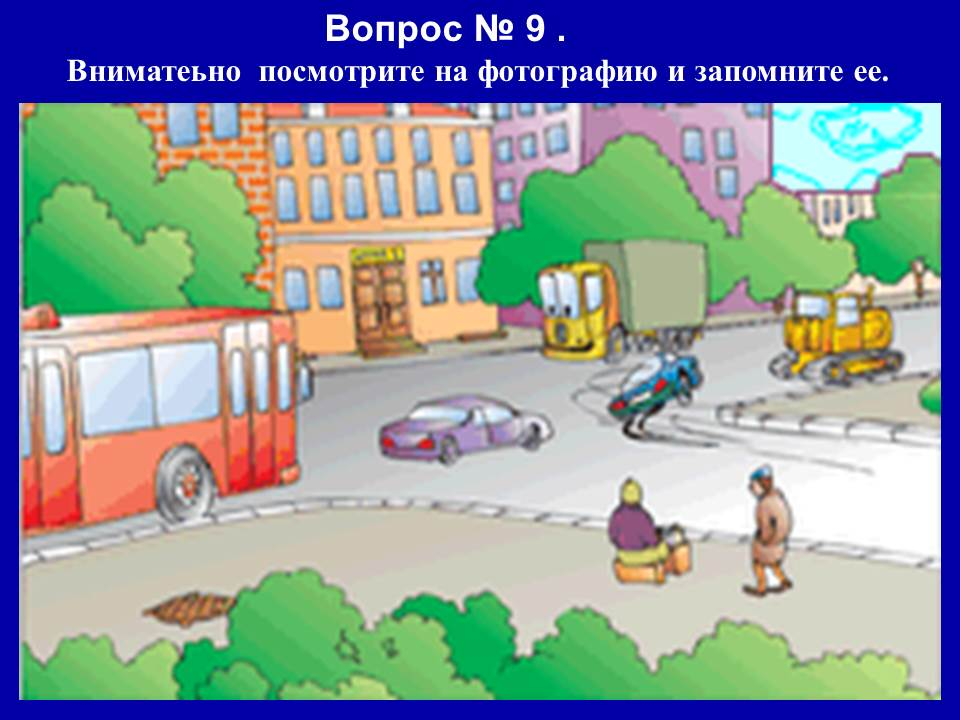 Вопрос № 9 .
Вниматеьно посмотрите на фотографию и запомните ее.